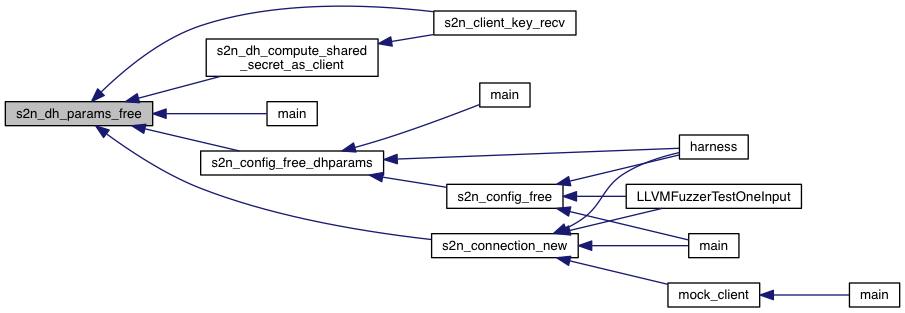 s2n_client_key_recv
s2n_dh_compute_shared
_secret_as_client
main
s2n_dh_params_free
main
harness
s2n_config_free_dhparams
s2n_config_free
LLVMFuzzerTestOneInput
s2n_connection_new
main
mock_client
main